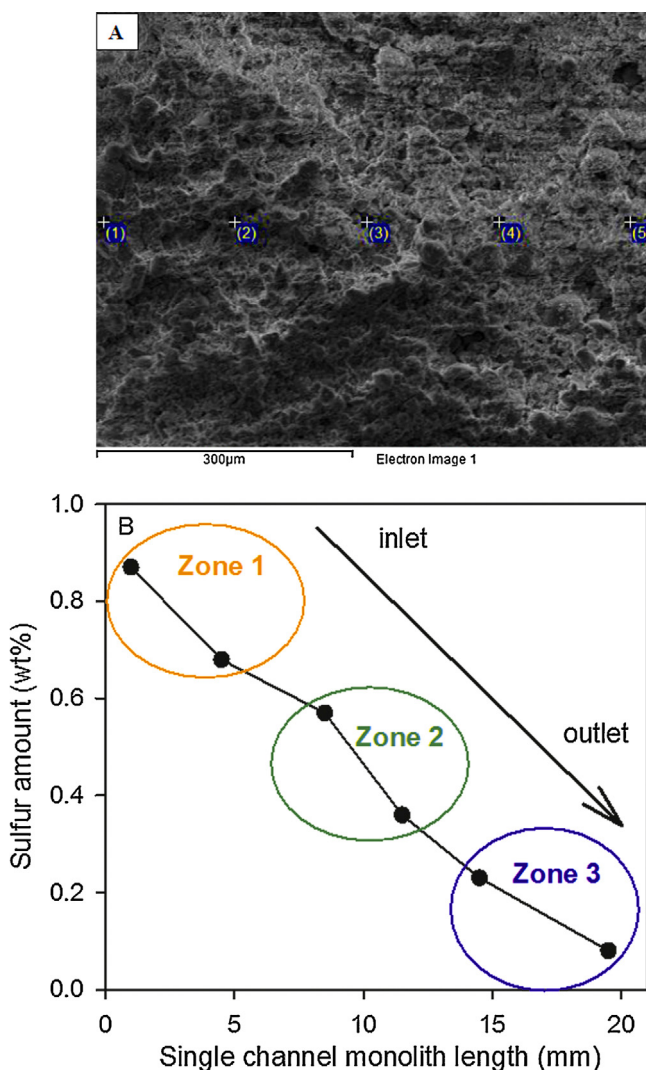 A
(1) (2) (3) (4) (5
300µm Electron Image 1
B
Zone 1
inlet
Zone 2
outlet
Zone 3
1.0
0.8
0.6
0.4
0.2
0.0
0 5 10 15 20
Sulfur amount (wt%)
Single channel monolith length (mm)